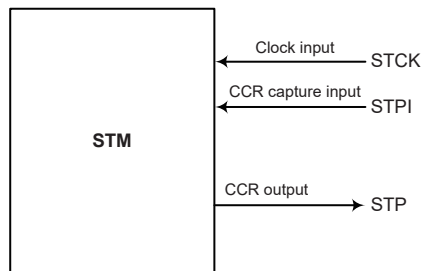 Clock input
STCK
CCR capture input
STPI
STM
CCR output
STP